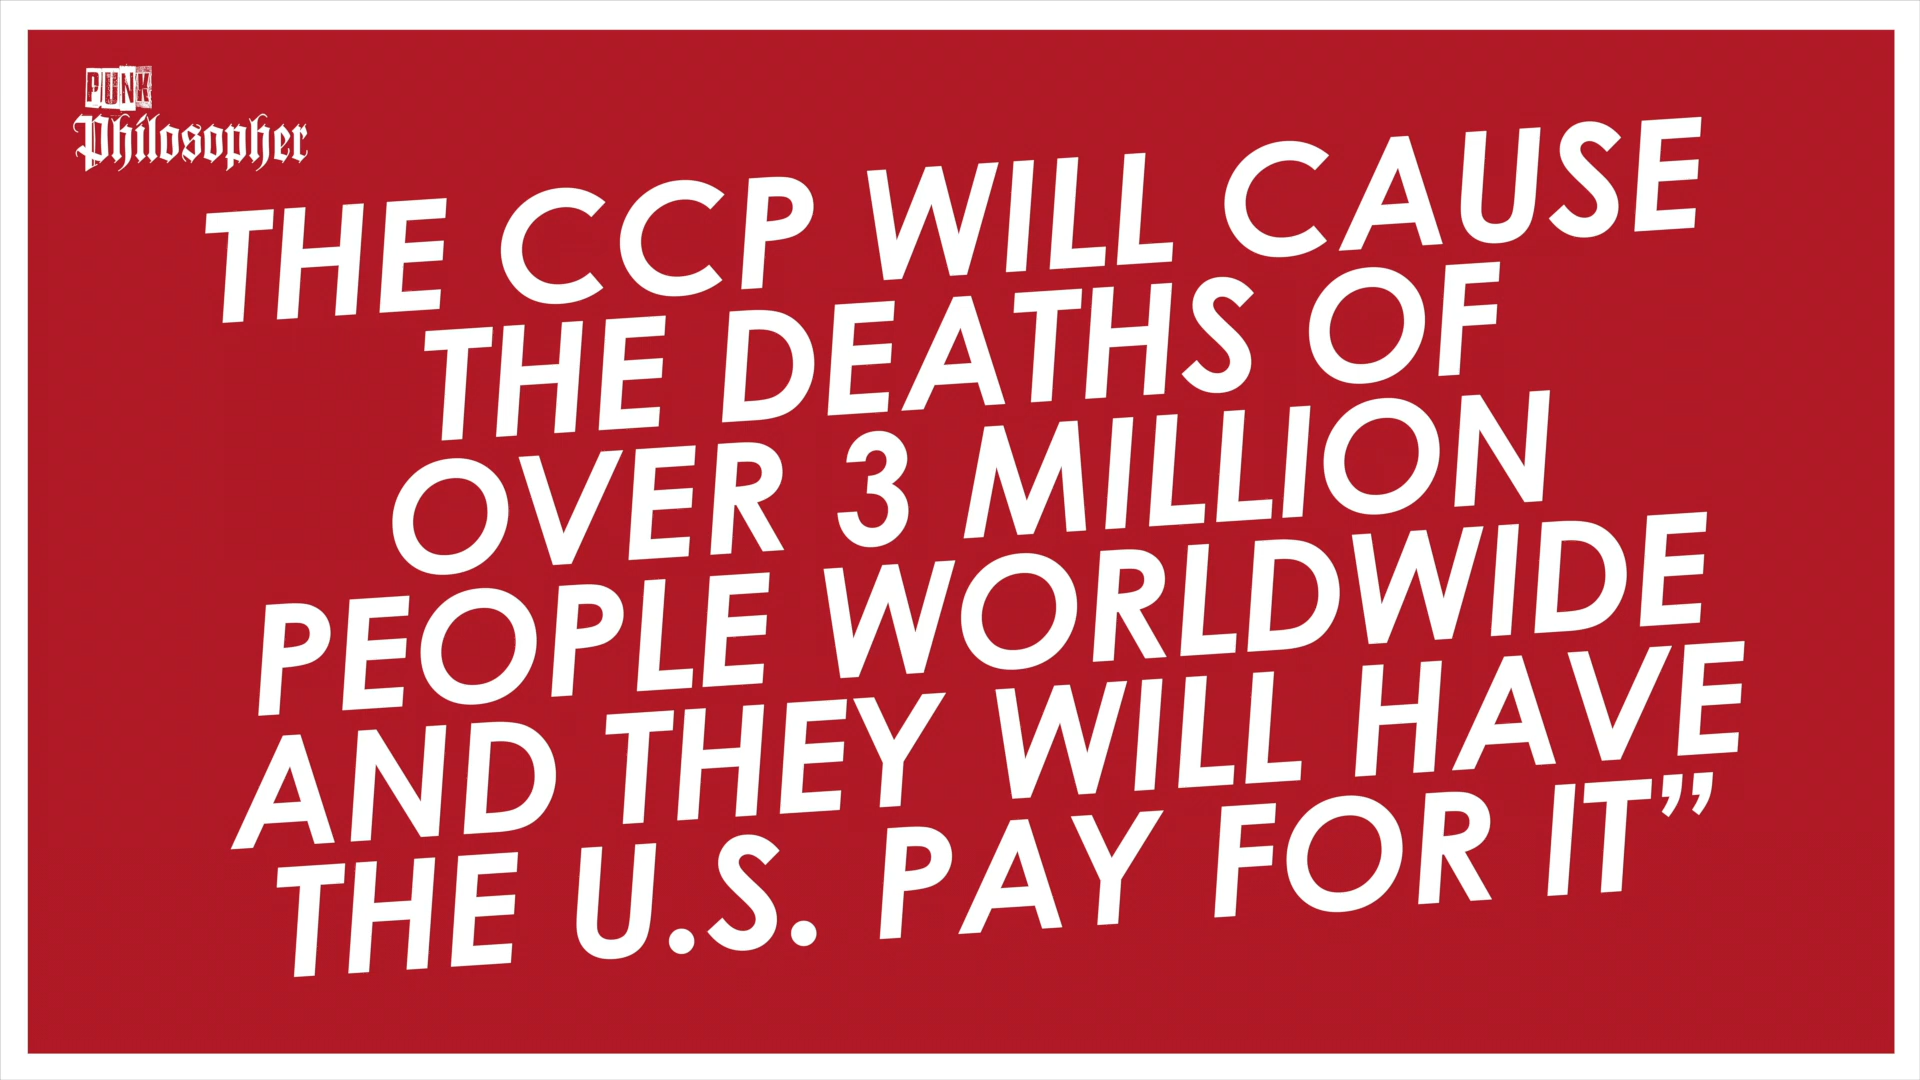 PUNK
Philosopher
THE CCP WILL CAUSE
THE DEATHS OF
OVER 3 MILLION
PEOPLE WORLDWIDE
AND THEY WILL HAVE
THE U.S. PAY FOR IT”